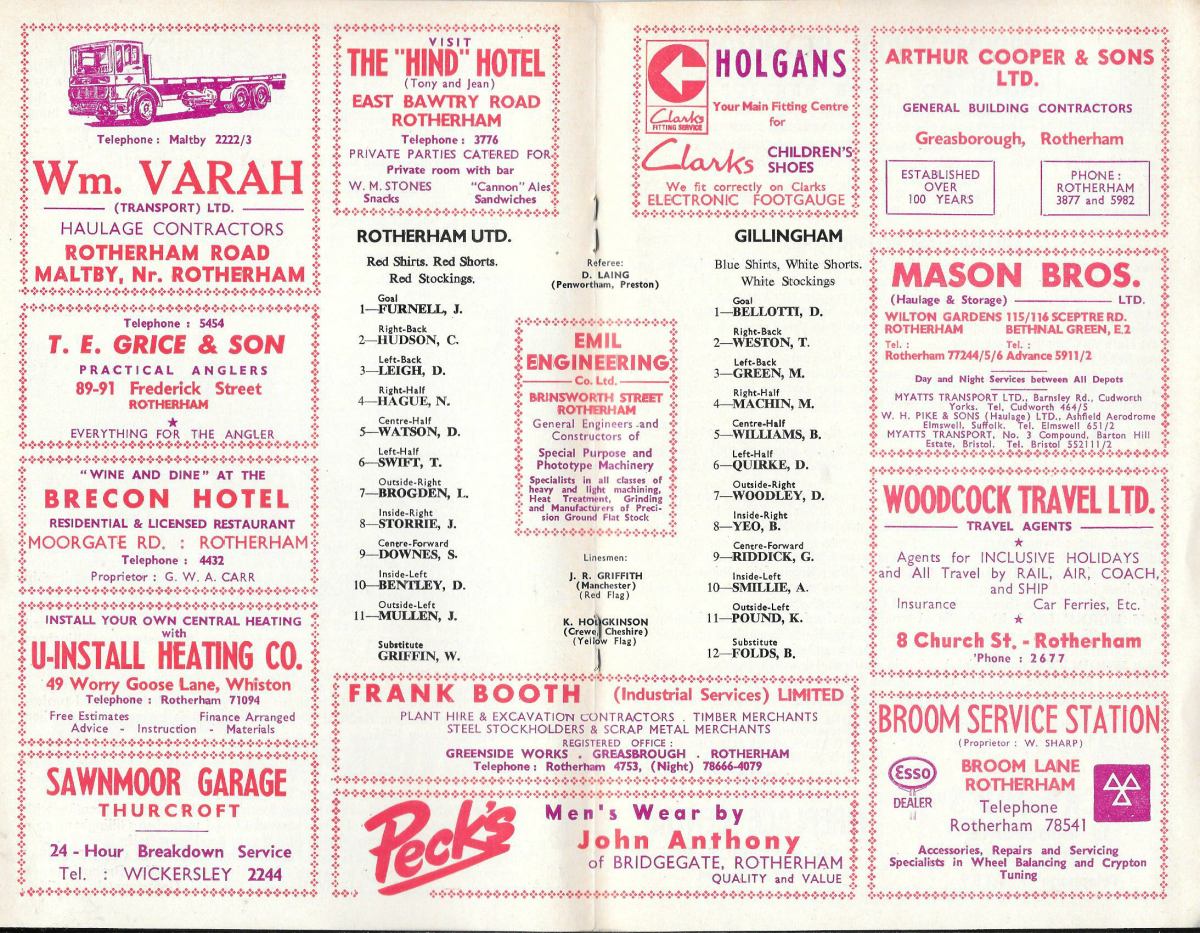 Telephone : Maltby 2222/3
Wm. VARAH
(TRANSPORT) LTD.
HAULAGE CONTRACTORS
ROTHERHAM ROAD
MALTBY, Nr. ROTHERHAM
Telephone : 5454
T. E. GRICE & SON
PRACTICAL ANGLERS
89-91 Frederick Street
ROTHERHAM
EVERYTHING FOR THE ANGLER
"WINE AND DINE" AT THE
BRECON HOTEL
RESIDENTIAL & LICENSED RESTAURANT
MOORGATE RD. : ROTHERHAM
Telephone : 4432
Proprietor : G. W. A. CARR
INSTALL YOUR OWN CENTRAL HEATING
with
U-INSTALL HEATING CO.
49 Worry Goose Lane, Whiston
Telephone : Rotherham 71094
Free Estimates Finance Arranged
Advice - Instruction - Materials
SAWNMOOR GARAGE
THURCROFT
24 - Hour Breakdown Service
Tel. : WICKERSLEY 2244
VISIT
THE "HIND" HOTEL
(Tony and Jean)
EAST BAWTRY ROAD
ROTHERHAM
Telephone : 3776
PRIVATE PARTIES CATERED FOR
Private room with bar
W. M. STONES "Cannon" Ales
Snacks Sandwiches
ROTHERHAM UTD.
Red Shirts. Red Shorts.
Red Stockings.
Goal
1—FURNELL, J.
Right-Back
2—HUDSON, C.
Left-Back
3—LEIGH, D.
Right-Half
4—HAGUE, N.
Centre-Half
5—WATSON, D.
Left-Half
6—SWIFT, T.
Outside-Right
7—BROGDEN, L.
Inside-Right
8—STORRIE, J.
Centre-Forward
9—DOWNES, S.
Inside-Left
10—BENTLEY, D.
Outside-Left
11—MULLEN, J.
Substitute
GRIFFIN, W.
Referee:
D. LAING
(Penwortham, Preston)
EMIL
ENGINEERING
Co. Ltd.
BRINSWORTH STREET
ROTHERHAM
General Engineers and
Constructors of
Special Purpose and
Phototype Machinery
Specialists in all classes of
heavy and light machining,
Heat Treatment, Grinding
and Manufacturers of Preci-
sion Ground Flat Stock
Linesmen:
J. R. GRIFFITH
(Manchester)
(Red Flag)
K. HODGKINSON
(Crewe, Cheshire)
(Yellow Flag)
Clarks
FITTING SERVICE
HOLGANS
Your Main Fitting Centre
for
Clarks CHILDREN'S
SHOES
We fit correctly on Clarks
ELECTRONIC FOOTGAUGE
GILLINGHAM
Blue Shirts, White Shorts.
White Stockings
Goal
1—BELLOTTI, D.
Right-Back
2—WESTON, T.
Left-Back
3—GREEN, M.
Right-Half
4—MACHIN, M.
Centre-Half
5—WILLIAMS, B.
Left-Half
6—QUIRKE, D.
Outside-Right
7—WOODLEY, D.
Inside-Right
8—YEO, B.
Centre-Forward
9—RIDDICK, G.
Inside-Left
10—SMILLIE, A.
Outside-Left
11—POUND, K.
Substitute
12—FOLDS, B.
FRANK BOOTH (Industrial Services) LIMITED
PLANT HIRE & EXCAVATION CONTRACTORS . TIMBER MERCHANTS
STEEL STOCKHOLDERS & SCRAP METAL MERCHANTS
REGISTERED OFFICE :
GREENSIDE WORKS . GREASBROUGH . ROTHERHAM
Telephone: Rotherham 4753, (Night) 78666-4079
Peck's
Men's Wear by
John Anthony
of BRIDGEGATE, ROTHERHAM
QUALITY and VALUE
ARTHUR COOPER & SONS
LTD.
GENERAL BUILDING CONTRACTORS
Greasborough, Rotherham
ESTABLISHED
OVER
100 YEARS
PHONE :
ROTHERHAM
3877 and 5982
MASON BROS.
(Haulage & Storage) LTD.
WILTON GARDENS 115/116 SCEPTRE RD.
ROTHERHAM BETHNAL GREEN, E.2
Tel. : Tel. :
Rotherham 77244/5/6 Advance 5911/2
Day and Night Services between All Depots
MYATTS TRANSPORT LTD., Barnsley Rd., Cudworth
Yorks. Tel. Cudworth 464/5
W. H. PIKE & SONS (Haulage) LTD., Ashfield Aerodrome
Elmswell, Suffolk. Tel. Elmswell 651/2
MYATTS TRANSPORT, No. 3 Compound, Barton Hill
Estate, Bristol. Tel. Bristol 552111/2
WOODCOCK TRAVEL LTD.
TRAVEL AGENTS
Agents for INCLUSIVE HOLIDAYS
and All Travel by RAIL, AIR, COACH,
and SHIP
Insurance Car Ferries, Etc.
8 Church St. - Rotherham
'Phone : 2677
BROOM SERVICE STATION
(Proprietor : W. SHARP)
Esso
DEALER
BROOM LANE
ROTHERHAM
Telephone
Rotherham 78541
Accessories, Repairs and Servicing
Specialists in Wheel Balancing and Crypton
Tuning